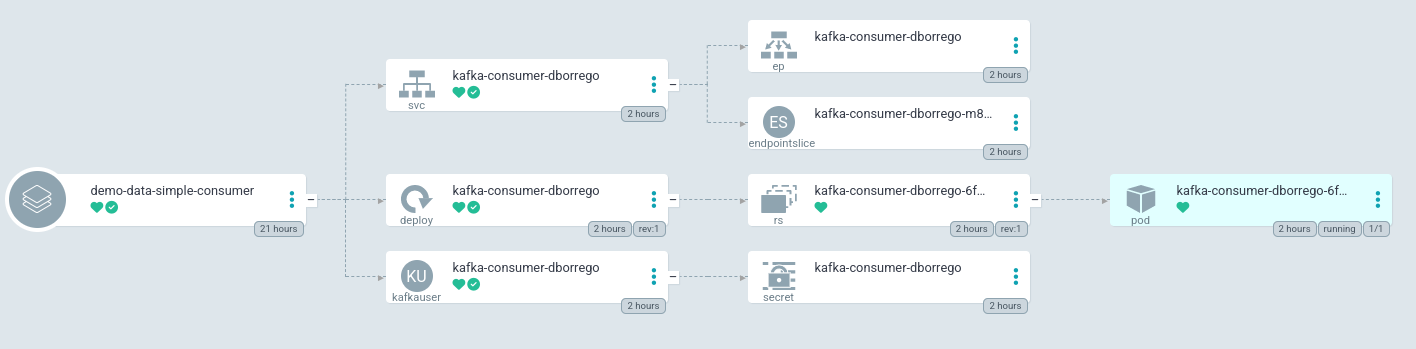 demo-data-simple-consumer
21 hours
kafka-consumer-dborrego
svc
2 hours
kafka-consumer-dborrego
ep
2 hours
ES
kafka-consumer-dborrego-m8...
endpointslice
2 hours
kafka-consumer-dborrego
deploy
2 hours
rev:1
kafka-consumer-dborrego-6f...
rs
2 hours
rev:1
kafka-consumer-dborrego-6f...
pod
2 hours
running
1/1
KU
kafka-consumer-dborrego
kafkauser
2 hours
kafka-consumer-dborrego
secret
2 hours